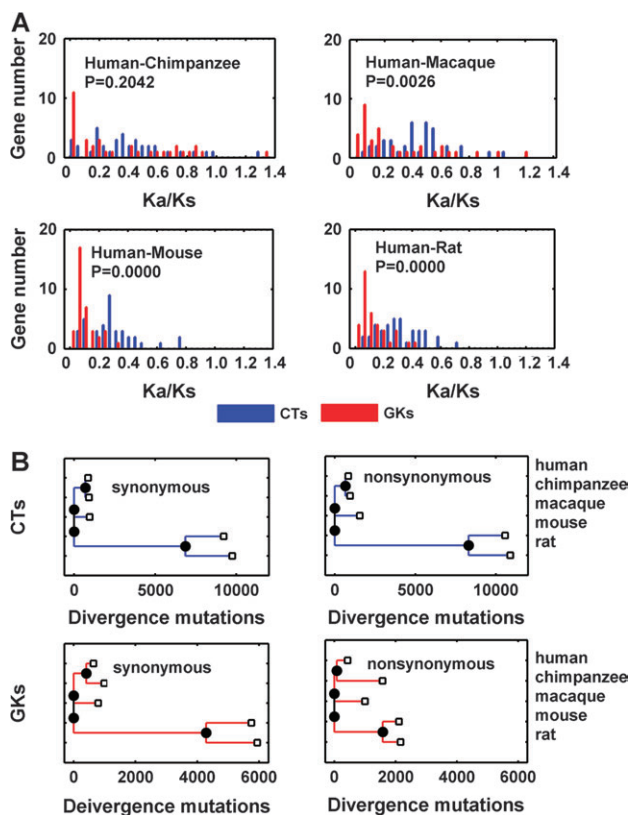 A
Human-Chimpanzee
P=0.2042
Gene number
20
10
0
0 0.2 0.4 0.6 0.8 1 1.2 1.4
Ka/Ks
Human-Macaque
P=0.0026
20
10
0
0 0.2 0.4 0.6 0.8 1 1.2 1.4
Ka/Ks
Human-Mouse
P=0.0000
Gene number
20
10
0
0 0.2 0.4 0.6 0.8 1 1.2 1.4
Ka/Ks
Human-Rat
P=0.0000
20
10
0
0 0.2 0.4 0.6 0.8 1 1.2 1.4
Ka/Ks
CTs GKs
B
CTs
synonymous
0 5000 10000
Divergence mutations
nonsynonymous
0 5000 10000
Divergence mutations
human
chimpanzee
macaque
mouse
rat
GKs
synonymous
0 2000 4000 6000
Deivergence mutations
nonsynonymous
0 2000 4000 6000
Divergence mutations
human
chimpanzee
macaque
mouse
rat